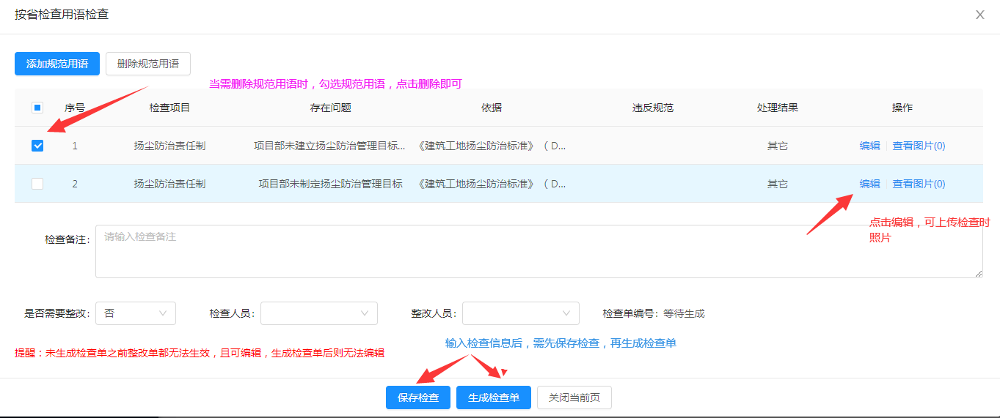 按省检查用语检查
X
添加规范用语 删除规范用语
当需删除规范用语时，勾选规范用语，点击删除即可
序号 检查项目 存在问题 依据 违反规范 处理结果 操作
1 扬尘防治责任制 项目部未建立扬尘防治管理目标... 《建筑工地扬尘防治标准》（D... 其它 编辑 查看图片(0)
2 扬尘防治责任制 项目部未制定扬尘防治管理目标 《建筑工地扬尘防治标准》（D... 其它 编辑 查看图片(0)
点击编辑，可上传检查时
照片
检查备注: 请输入检查备注
是否需要整改: 否 检查人员: 整改人员: 检查单编号: 等待生成
输入检查信息后，需先保存检查，再生成检查单
提醒：未生成检查单之前整改单都无法生效，且可编辑，生成检查单后则无法编辑
保存检查 生成检查单 关闭当前页